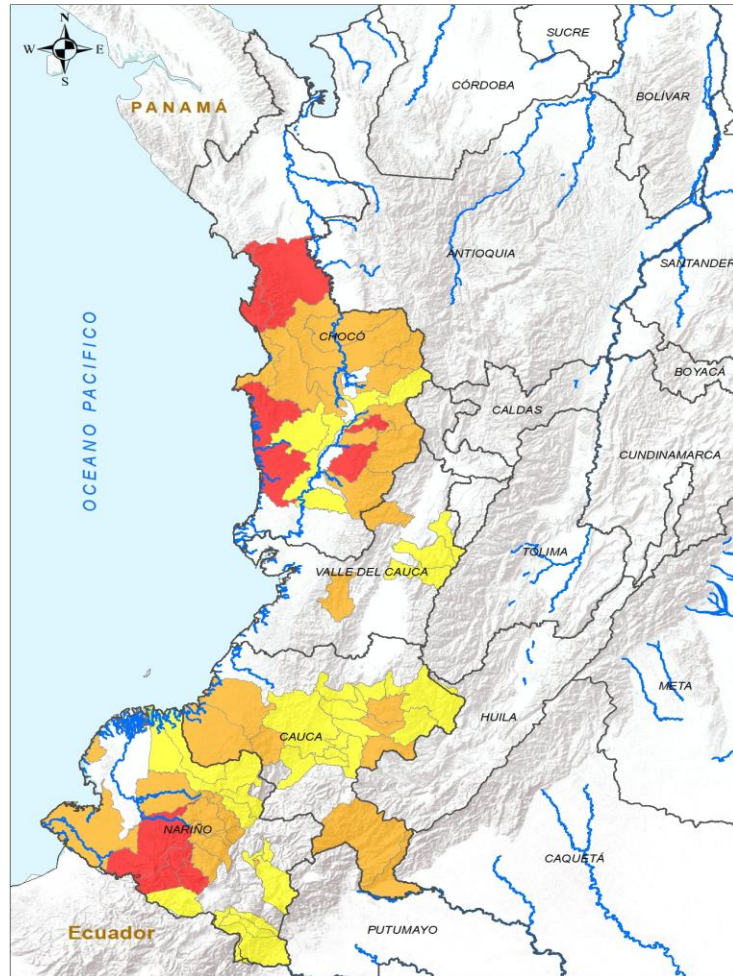 N
W E
S
SUCRE
CÓRDOBA
BOLÍVAR
PANAMÁ
ANTIOQUIA
SANTANDER
CHOCÓ
BOYACÁ
CALDAS
CUNDINAMARCA
OCEANO PACIFICO
TOLIMA
VALLE DEL CAUCA
META
HUILA
CAUCA
NARIÑO
CAQUETÁ
Ecuador
PUTUMAYO